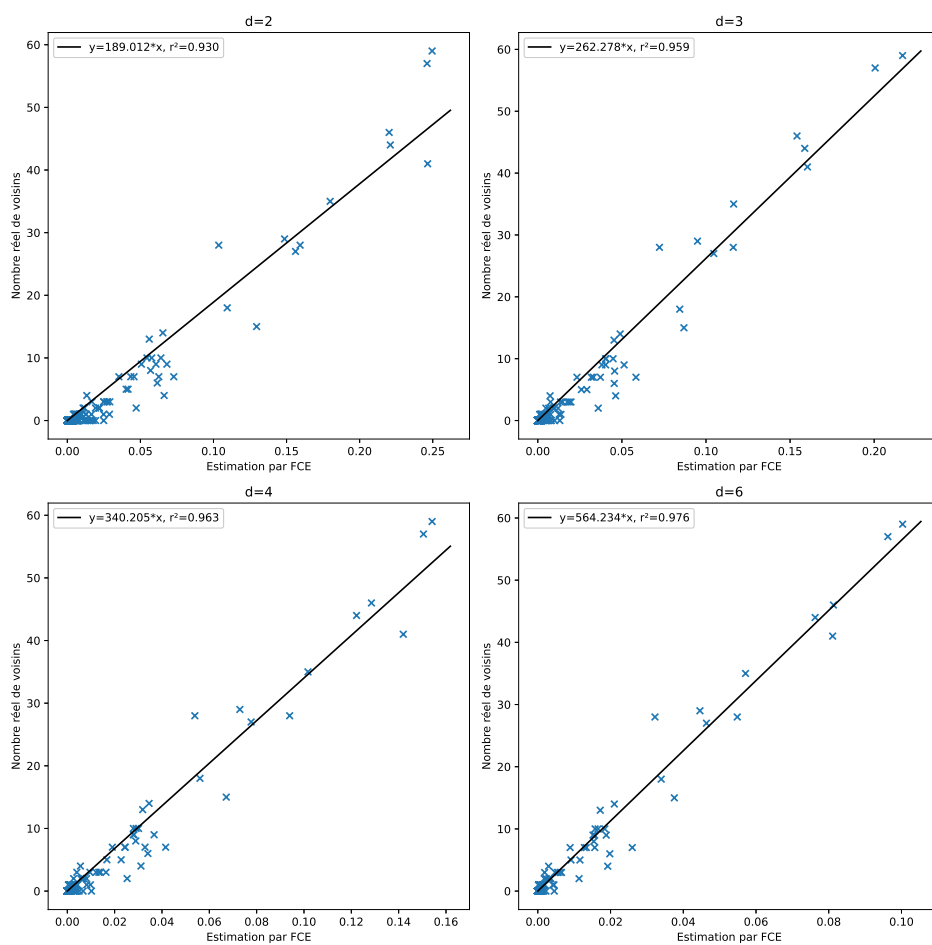 d=2
y=189.012*x, r²=0.930
Nombre réel de voisins
60
50
40
30
20
10
0
0.00 0.05 0.10 0.15 0.20 0.25
Estimation par FCE
d=3
y=262.278*x, r²=0.959
Nombre réel de voisins
60
50
40
30
20
10
0
0.00 0.05 0.10 0.15 0.20
Estimation par FCE
d=4
y=340.205*x, r²=0.963
Nombre réel de voisins
60
50
40
30
20
10
0
0.00 0.02 0.04 0.06 0.08 0.10 0.12 0.14 0.16
Estimation par FCE
d=6
y=564.234*x, r²=0.976
Nombre réel de voisins
60
50
40
30
20
10
0
0.00 0.02 0.04 0.06 0.08 0.10
Estimation par FCE